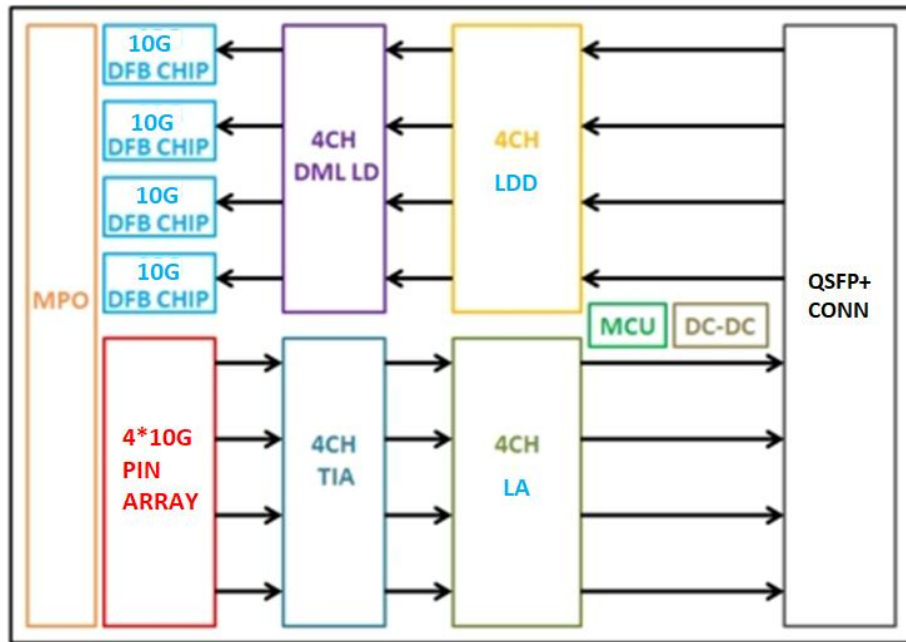 10G
DFB CHIP
10G
DFB CHIP
10G
DFB CHIP
10G
DFB CHIP
4CH
DML LD
4CH
LDD
MPO
QSFP+
CONN
MCU
DC-DC
4*10G
PIN
ARRAY
4CH
TIA
4CH
LA